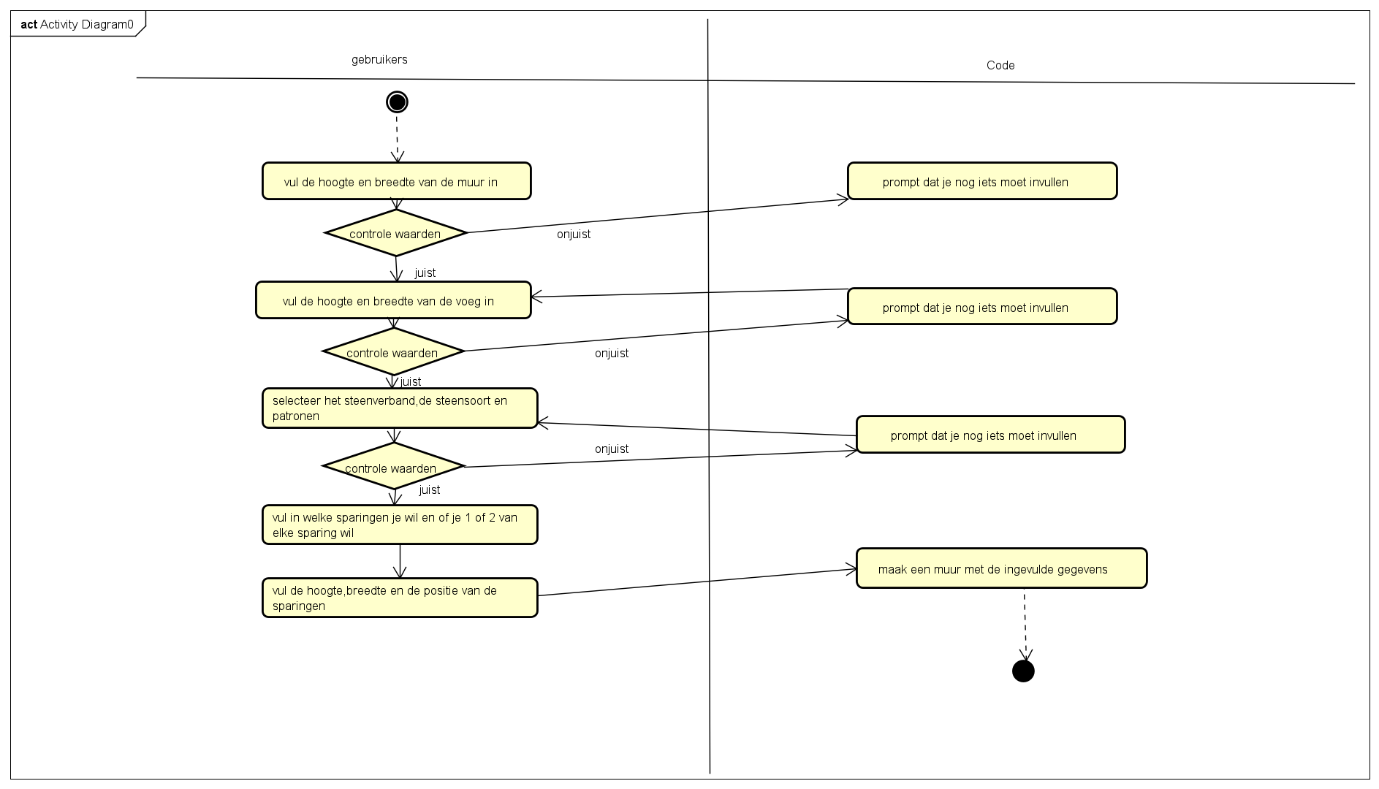 act Activity Diagram0
gebruikers
Code
vul de hoogte en breedte van de muur in
prompt dat je nog iets moet invullen
controle waarden
onjuist
juist
vul de hoogte en breedte van de voeg in
prompt dat je nog iets moet invullen
controle waarden
onjuist
juist
selecteer het steenverband,de steensoort en
patronen
prompt dat je nog iets moet invullen
onjuist
controle waarden
juist
vul in welke sparingen je wil en of je 1 of 2 van
elke sparing wil
maak een muur met de ingevulde gegevens
vul de hoogte,breedte en de positie van de
sparingen